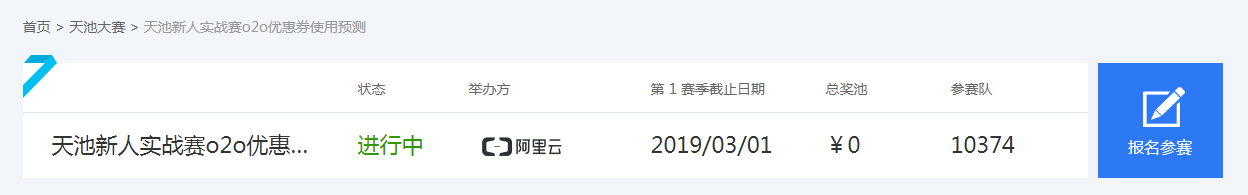 首页 > 天池大赛 > 天池新人实战赛o2o优惠券使用预测
状态 举办方 第 1 赛季截止日期 总奖池 参赛队
天池新人实战赛o2o优惠... 进行中 阿里云 2019/03/01 ￥0 10374
报名参赛